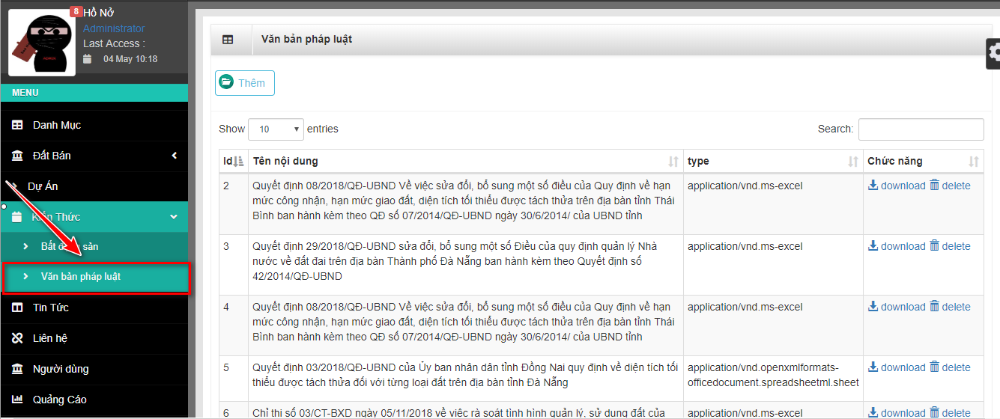 8 Hồ Nở
Administrator
Last Access :
04 May 10:18
MENU
Danh Mục
Đất Bán
Dự Án
Thức
Bất sản
Văn bản pháp luật
Tin Tức
Liên hệ
Người dùng
Quảng Cáo
Văn bản pháp luật
Thêm
Show 10 entries
Search:
Id Tên nội dung type Chức năng
2 Quyết định 08/2018/QĐ-UBND Về việc sửa đổi, bổ sung một số điều của Quy định về hạn application/vnd.ms-excel download delete
mức công nhận, hạn mức giao đất, diện tích tối thiểu được tách thửa trên địa bàn tỉnh Thái
Bình ban hành kèm theo QĐ số 07/2014/QĐ-UBND ngày 30/6/2014/ của UBND tỉnh
3 Quyết định 29/2018/QĐ-UBND sửa đổi, bổ sung một số Điều của quy định quản lý Nhà application/vnd.ms-excel download delete
nước về đất đai trên địa bàn Thành phố Đà Nẵng ban hành kèm theo Quyết định số
42/2014/QĐ-UBND
4 Quyết định 08/2018/QĐ-UBND Về việc sửa đổi, bổ sung một số điều của Quy định về hạn application/vnd.ms-excel download delete
mức công nhận, hạn mức giao đất, diện tích tối thiểu được tách thửa trên địa bàn tỉnh Thái
Bình ban hành kèm theo QĐ số 07/2014/QĐ-UBND ngày 30/6/2014/ của UBND tỉnh
5 Quyết định 03/2018/QĐ-UBND của Ủy ban nhân dân tỉnh Đồng Nai quy định về diện tích tối application/vnd.openxmlformats- download delete
thiểu được tách thửa đối với từng loại đất trên địa bàn tỉnh Đà Nẵng officedocument.spreadsheetml.sheet
6 Chỉ thị số 03/CT-BXD ngày 05/11/2018 về việc rà soát tình hình quản lý, sử dụng đất của application/vnd.ms-excel download delete